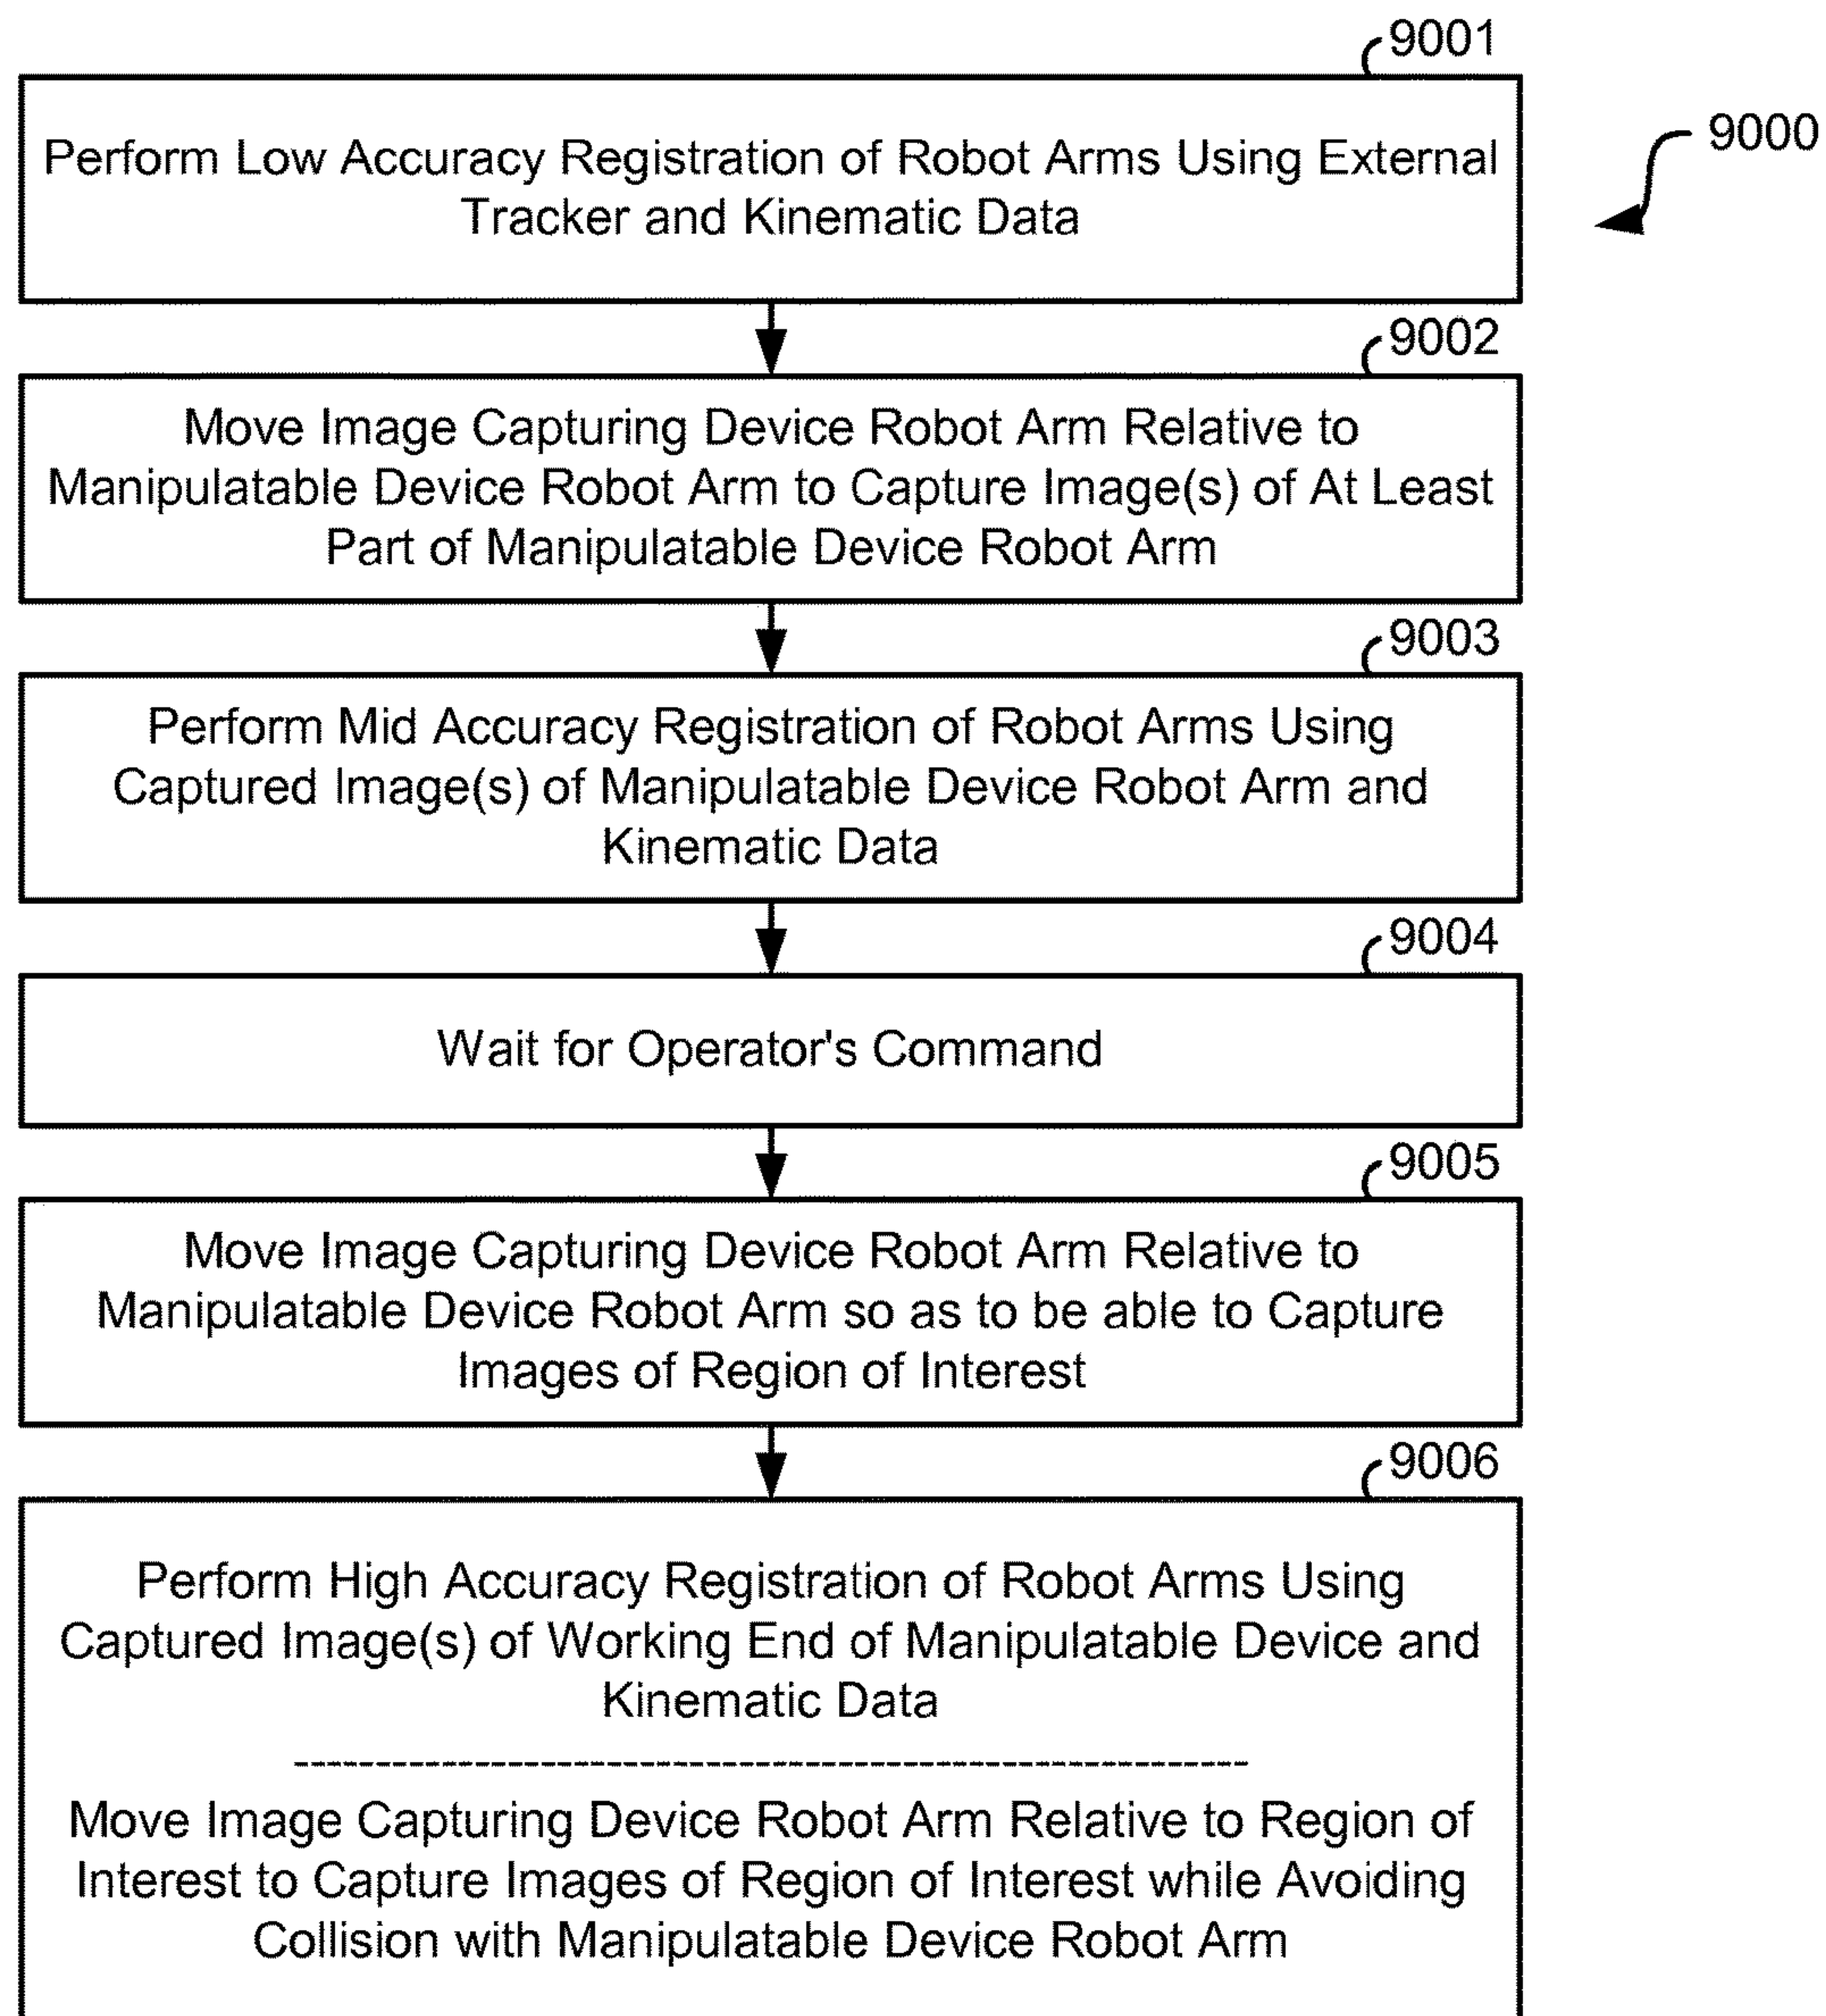 9001
9000
Perform Low Accuracy Registration of Robot Arms Using External
Tracker and Kinematic Data
9002
Move Image Capturing Device Robot Arm Relative to
Manipulatable Device Robot Arm to Capture Image(s) of At Least
Part of Manipulatable Device Robot Arm
9003
Perform Mid Accuracy Registration of Robot Arms Using
Captured Image(s) of Manipulatable Device Robot Arm and
Kinematic Data
9004
Wait for Operator's Command
9005
Move Image Capturing Device Robot Arm Relative to
Manipulatable Device Robot Arm so as to be able to Capture
Images of Region of Interest
9006
Perform High Accuracy Registration of Robot Arms Using
Captured Image(s) of Working End of Manipulatable Device and
Kinematic Data
Move Image Capturing Device Robot Arm Relative to Region of
Interest to Capture Images of Region of Interest while Avoiding
Collision with Manipulatable Device Robot Arm